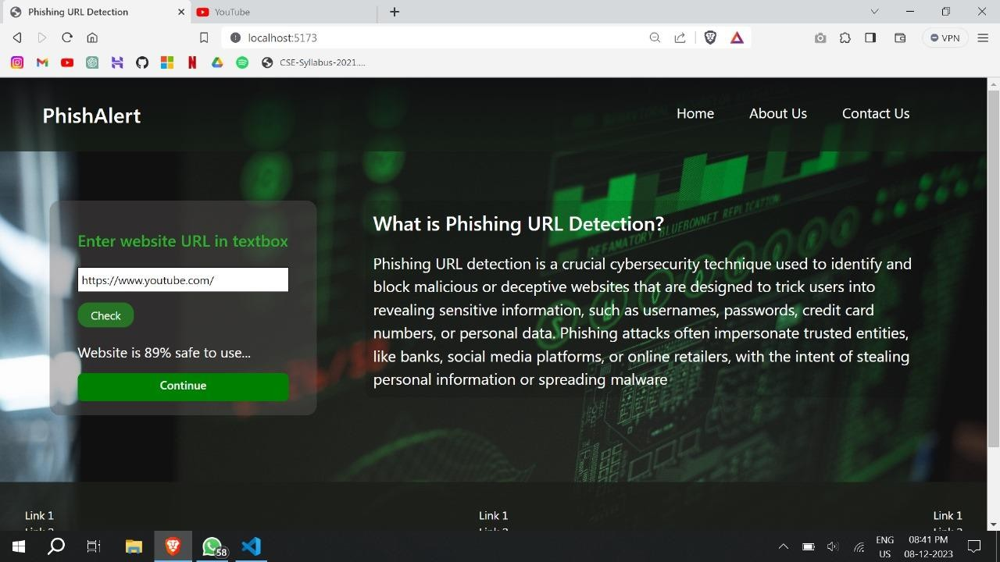 Phishing URL Detection
YouTube
localhost:5173
VPN
CSE-Syllabus-2021....
PhishAlert
Home
About Us
Contact Us
DEFAMATORY BLUEBONNET REPLICATION
Enter website URL in textbox
https://www.youtube.com/
Check
Website is 89% safe to use...
Continue
What is Phishing URL Detection?
Phishing URL detection is a crucial cybersecurity technique used to identify and
block malicious or deceptive websites that are designed to trick users into
revealing sensitive information, such as usernames, passwords, credit card
numbers, or personal data. Phishing attacks often impersonate trusted entities,
like banks, social media platforms, or online retailers, with the intent of stealing
personal information or spreading malware
Link 1
Link 1
Link 1
58
ENG
US
08:41 PM
08-12-2023